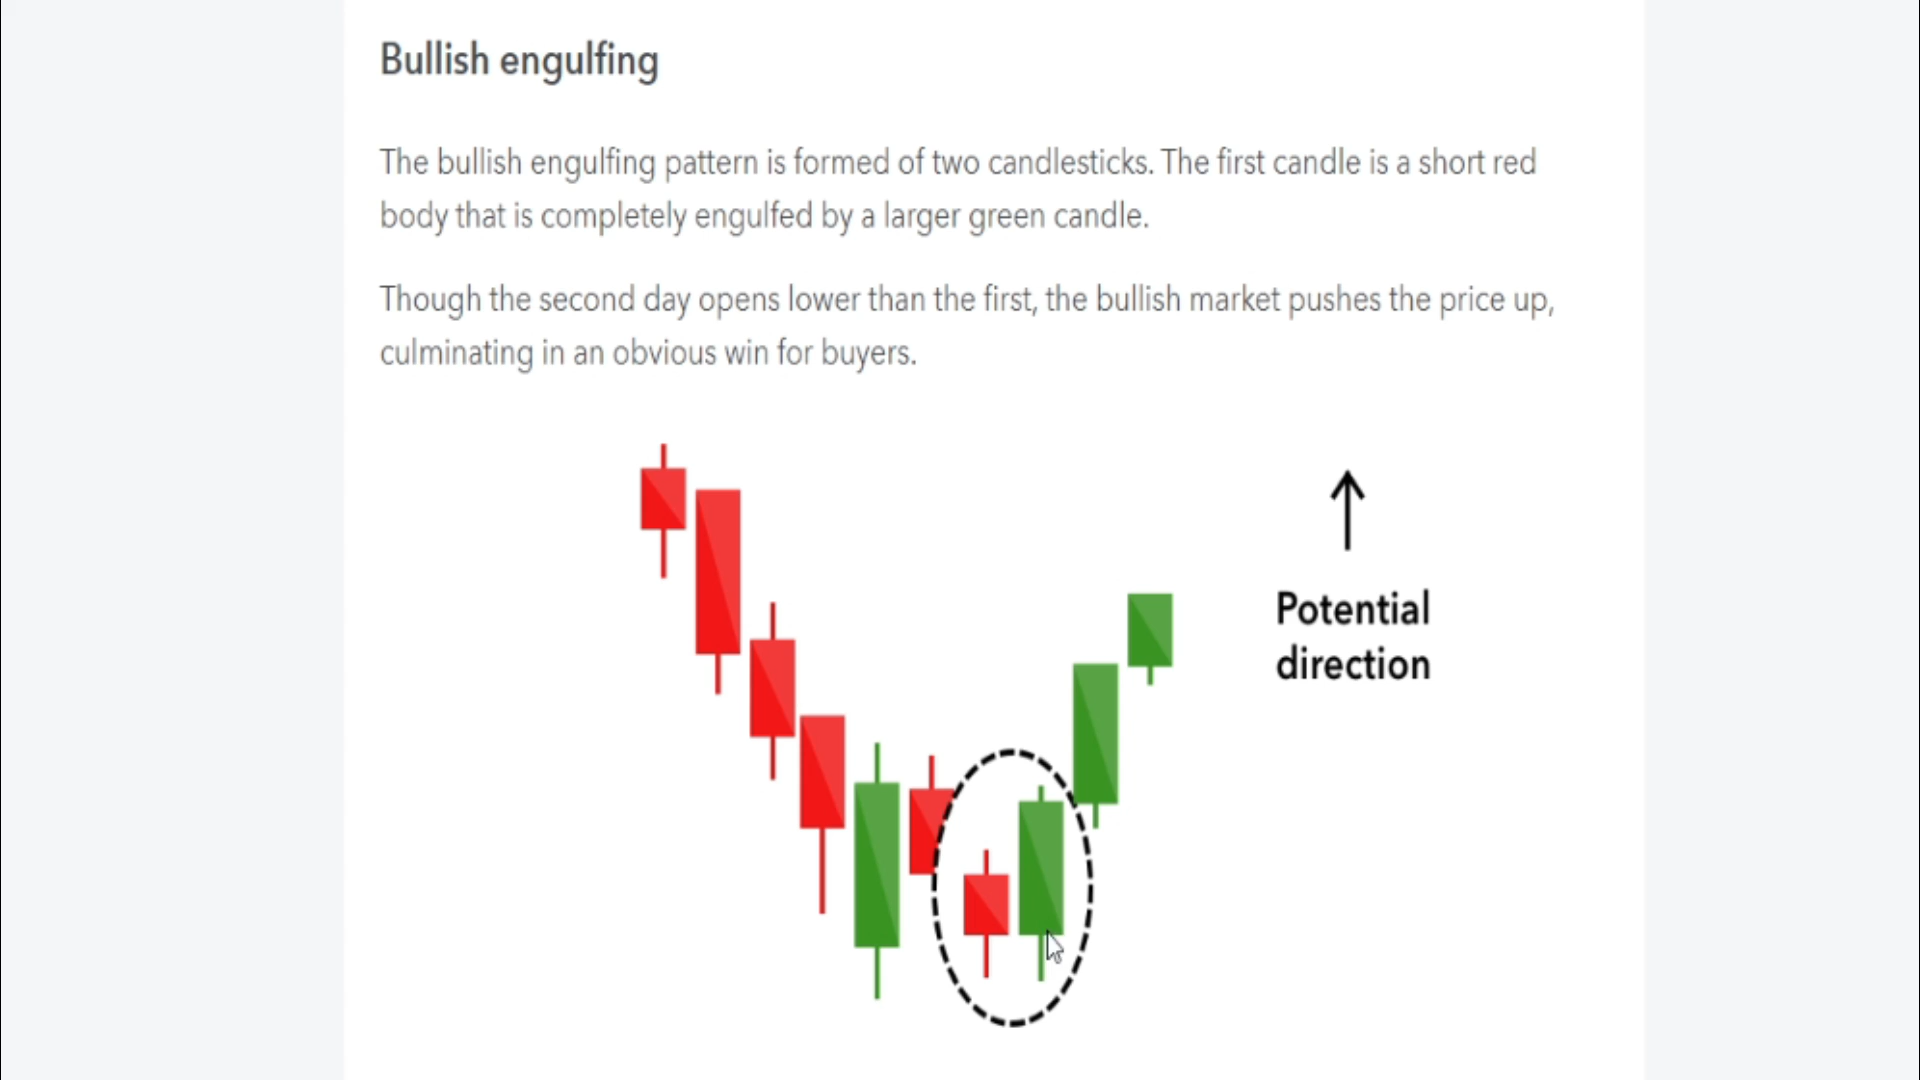 Bullish engulfing
The bullish engulfing pattern is formed of two candlesticks. The first candle is a short red
body that is completely engulfed by a larger green candle.
Though the second day opens lower than the first, the bullish market pushes the price up,
culminating in an obvious win for buyers.
Potential
direction